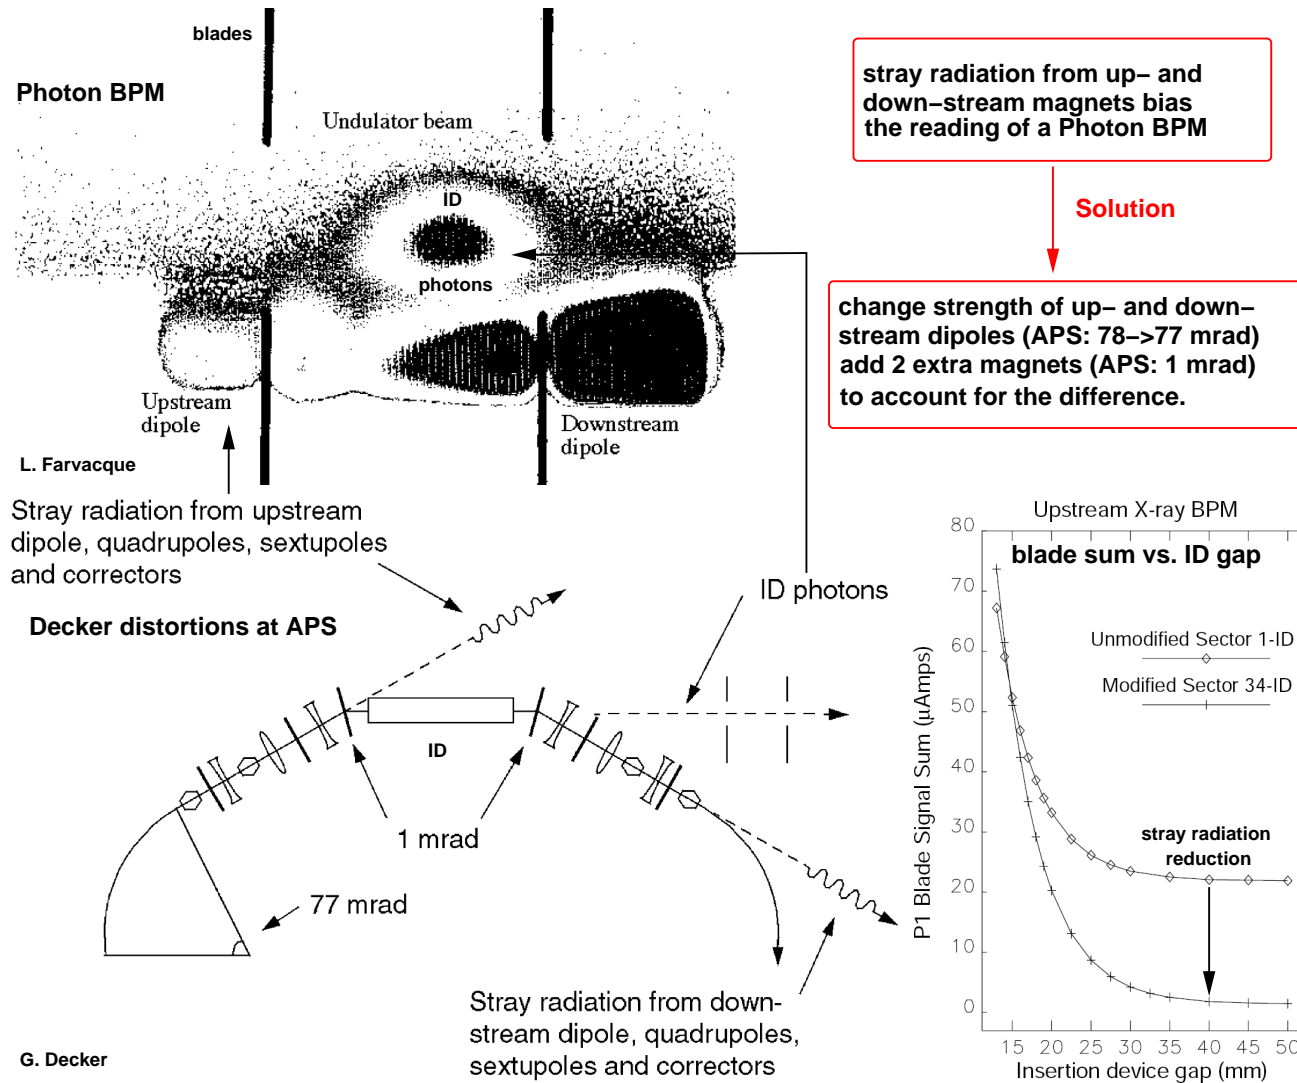 blades
Photon BPM
Undulator beam
ID
photons
Upstream
dipole
Downstream
dipole
L. Farvacque
stray radiation from up− and
down−stream magnets bias
the reading of a Photon BPM
Solution
change strength of up− and down−
stream dipoles (APS: 78−>77 mrad)
add 2 extra magnets (APS: 1 mrad)
to account for the difference.
Stray radiation from upstream
dipole, quadrupoles, sextupoles
and correctors
ID photons
Decker distortions at APS
ID
1 mrad
77 mrad
Stray radiation from down-
stream dipole, quadrupoles,
sextupoles and correctors
G. Decker
Upstream X-ray BPM
blade sum vs. ID gap
Unmodified Sector 1-ID
Modified Sector 34-ID
stray radiation
reduction
P1 Blade Signal Sum (µAmps)
80
70
60
50
40
30
20
10
0
15 20 25 30 35 40 45 50
Insertion device gap (mm)